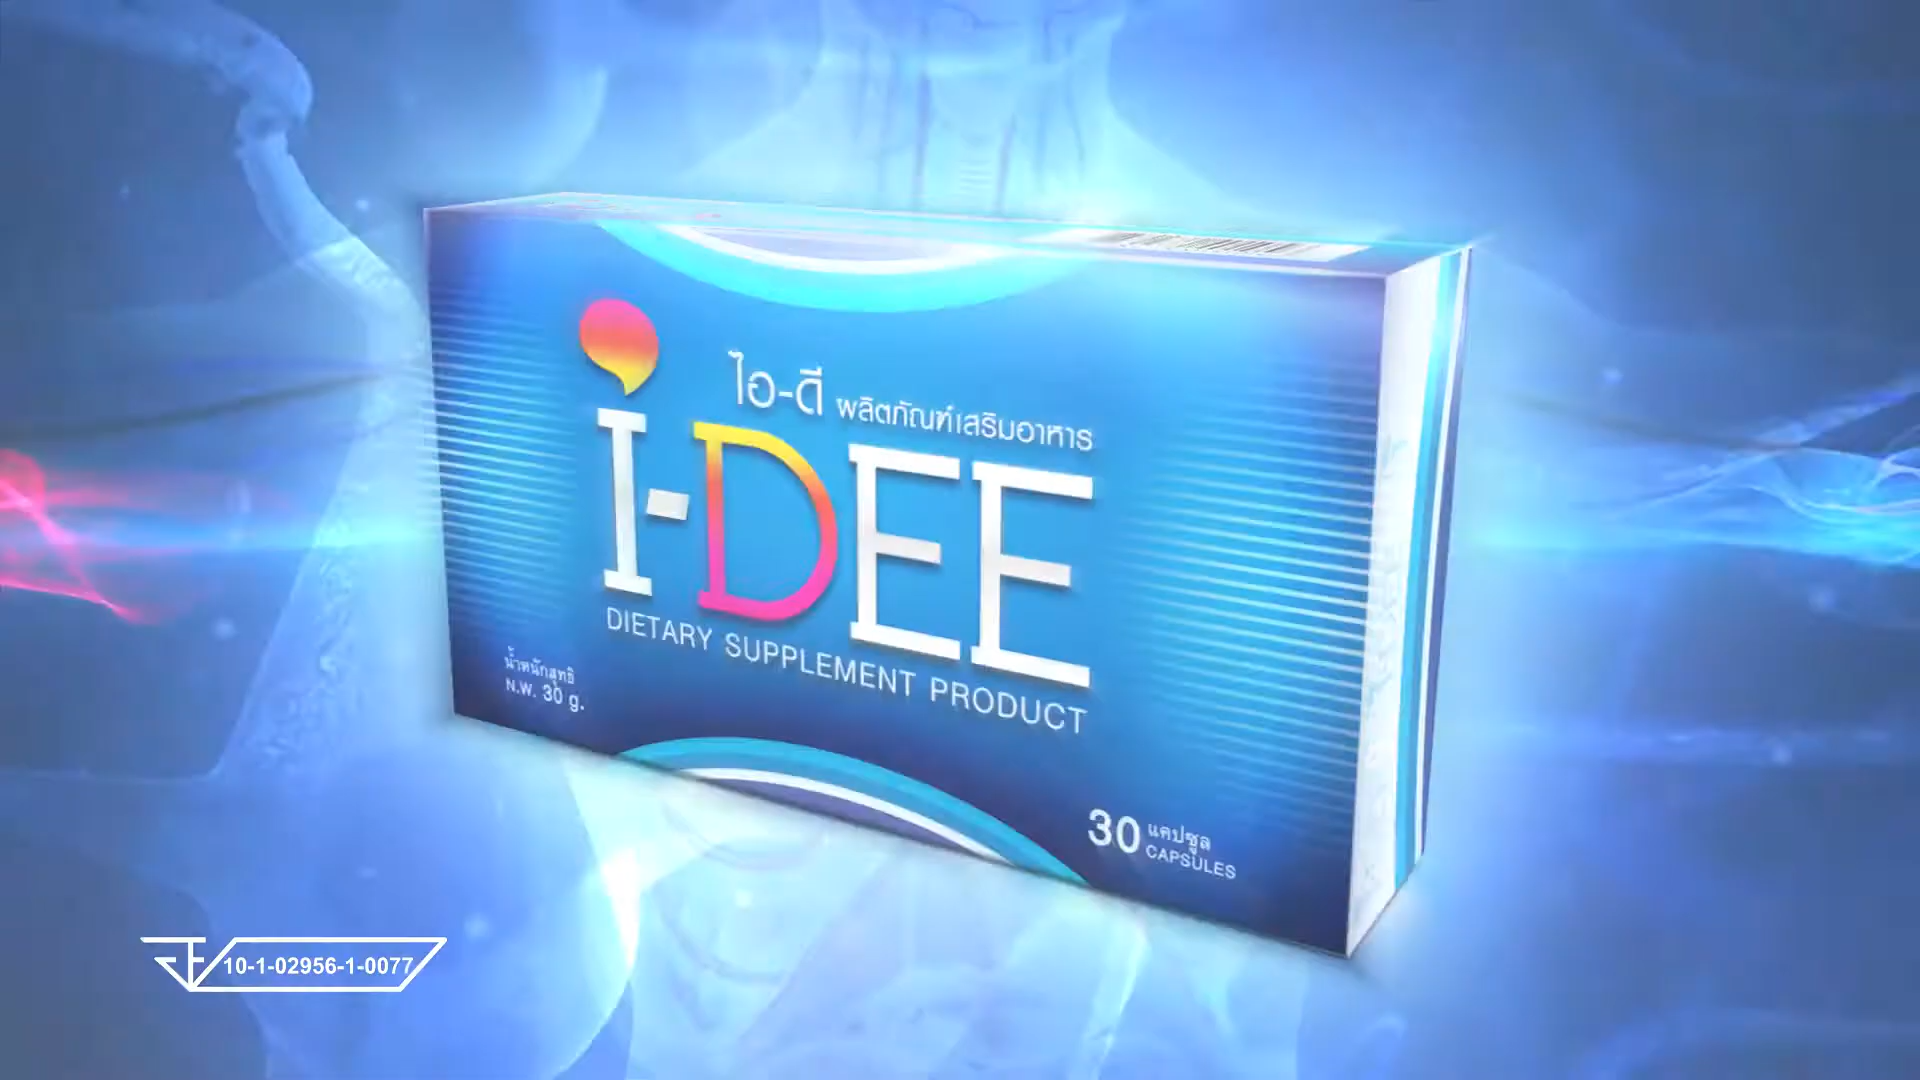 ไอ-ดี ผลิตภัณฑ์เสริมอาหาร
i-DEE
DIETARY SUPPLEMENT PRODUCT
น้ำหนักสุทธิ
N.W. 30 g.
30 แคปซูล
CAPSULES
10-1-02956-1-0077